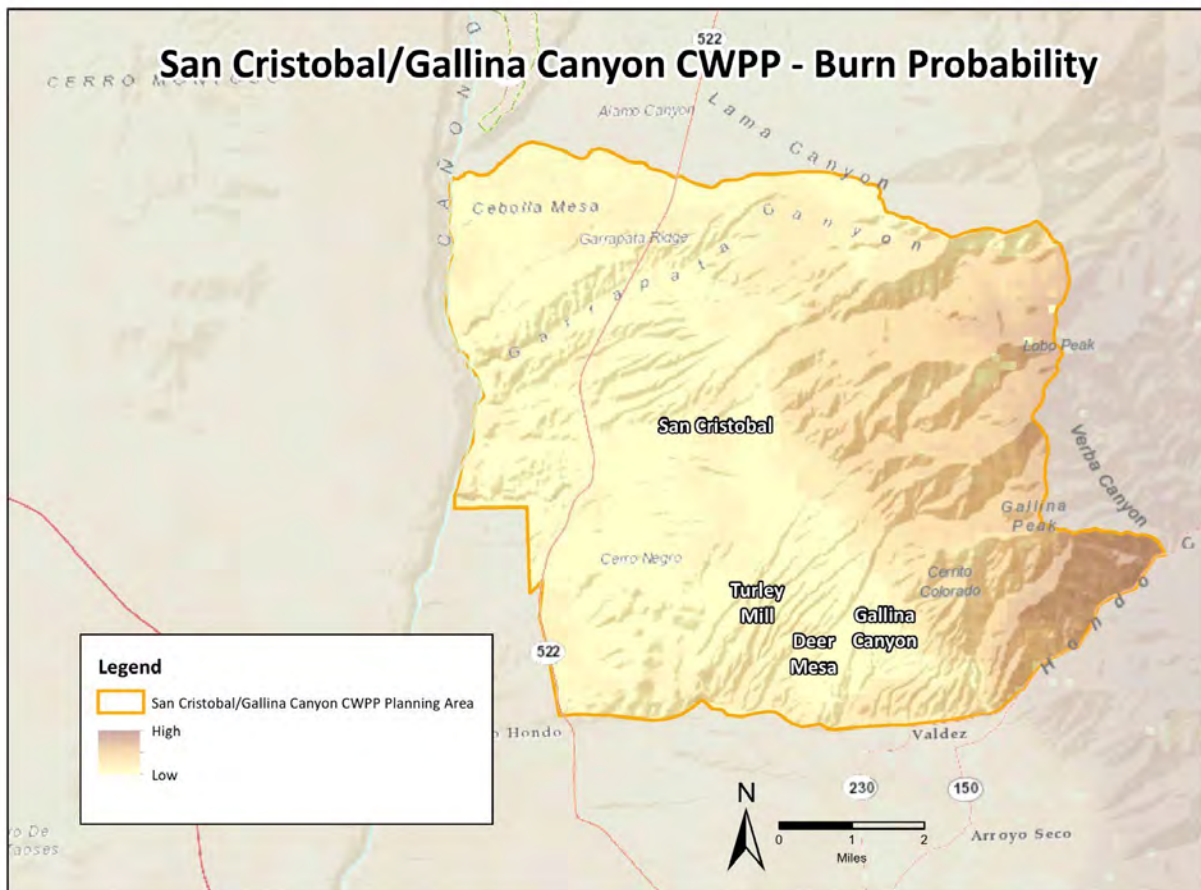 522
San Cristobal/Gallina Canyon CWPP - Burn Probability
Alamo Canyon
Lama Canyon
CAÑON
Cebolla Mesa
Garrapata Ridge
Garrapata Canyon
Lobo Peak
San Cristobal
Verba Canyon
Gallina
Peak
Cerro Negro
Cerrito
Colorado
Turley
Mill
Gallina
Canyon
Deer
Mesa
Hondo
522
Legend
San Cristobal/Gallina Canyon CWPP Planning Area
High
Low
Hondo
Valdez
230
150
Arroyo Seco
N
0 1 2
Miles